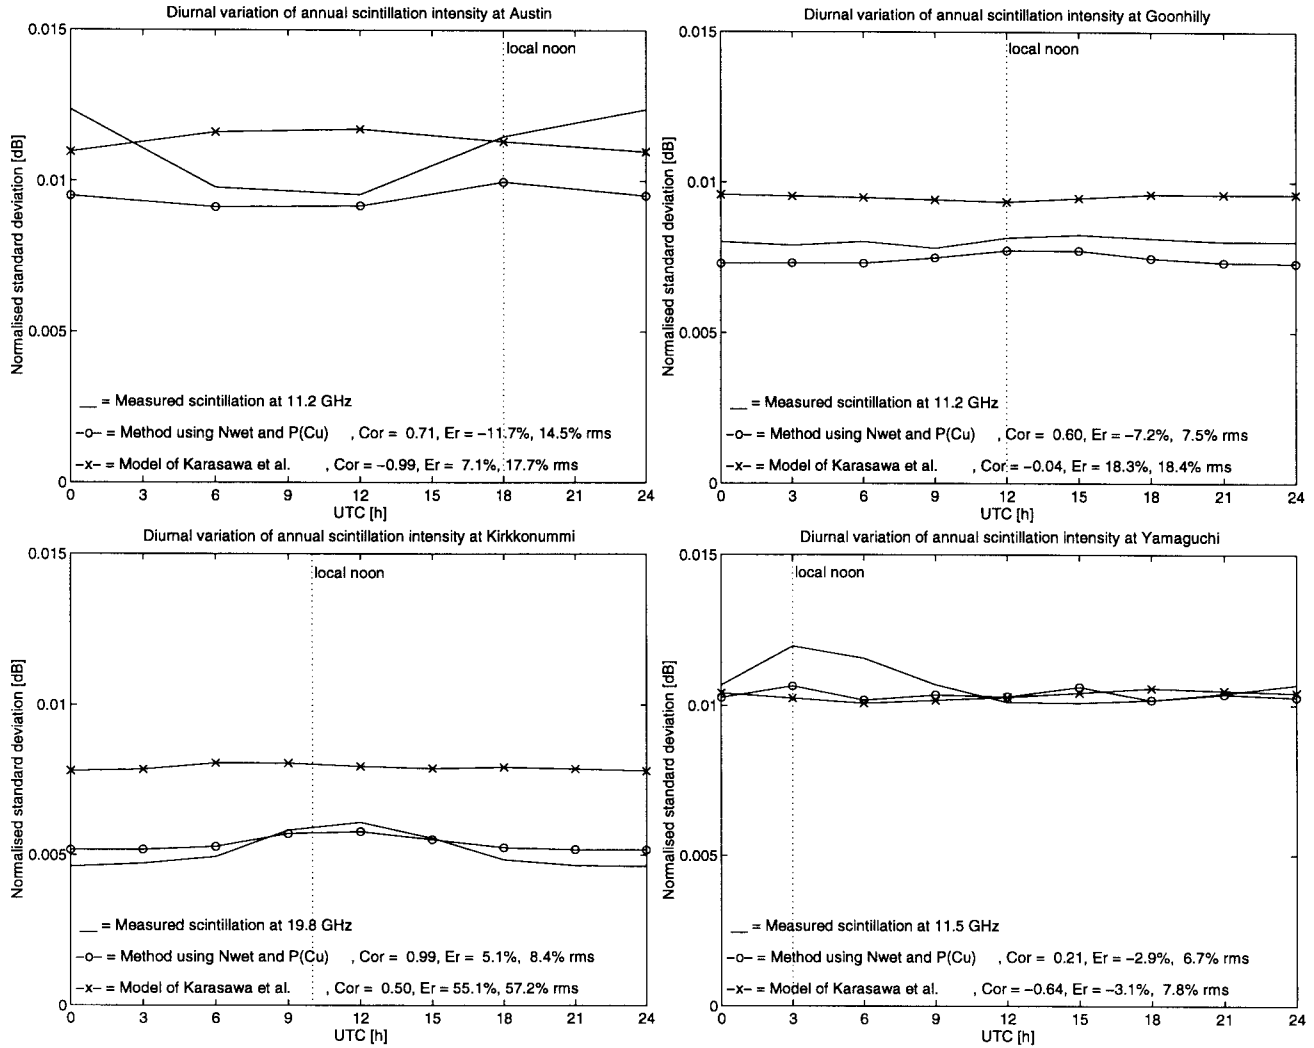 Diurnal variation of annual scintillation intensity at Austin
0.015
local noon
0.01
0.005
0
Normalised standard deviation [dB]
__ = Measured scintillation at 11.2 GHz
-o- = Method using Nwet and P(Cu) , Cor = 0.71, Er = -11.7%, 14.5% rms
-x- = Model of Karasawa et al. , Cor = -0.99, Er = 7.1%, 17.7% rms
0 3 6 9 12 15 18 21 24
UTC [h]
Diurnal variation of annual scintillation intensity at Goonhilly
0.015
local noon
0.01
0.005
0
Normalised standard deviation [dB]
__ = Measured scintillation at 11.2 GHz
-o- = Method using Nwet and P(Cu) , Cor = 0.60, Er = -7.2%, 7.5% rms
-x- = Model of Karasawa et al. , Cor = -0.04, Er = 18.3%, 18.4% rms
0 3 6 9 12 15 18 21 24
UTC [h]
Diurnal variation of annual scintillation intensity at Kirkkonummi
0.015
local noon
0.01
0.005
0
Normalised standard deviation [dB]
__ = Measured scintillation at 19.8 GHz
-o- = Method using Nwet and P(Cu) , Cor = 0.99, Er = 5.1%, 8.4% rms
-x- = Model of Karasawa et al. , Cor = 0.50, Er = 55.1%, 57.2% rms
0 3 6 9 12 15 18 21 24
UTC [h]
Diurnal variation of annual scintillation intensity at Yamaguchi
0.015
local noon
0.01
0.005
0
Normalised standard deviation [dB]
__ = Measured scintillation at 11.5 GHz
-o- = Method using Nwet and P(Cu) , Cor = 0.21, Er = -2.9%, 6.7% rms
-x- = Model of Karasawa et al. , Cor = -0.64, Er = -3.1%, 7.8% rms
0 3 6 9 12 15 18 21 24
UTC [h]